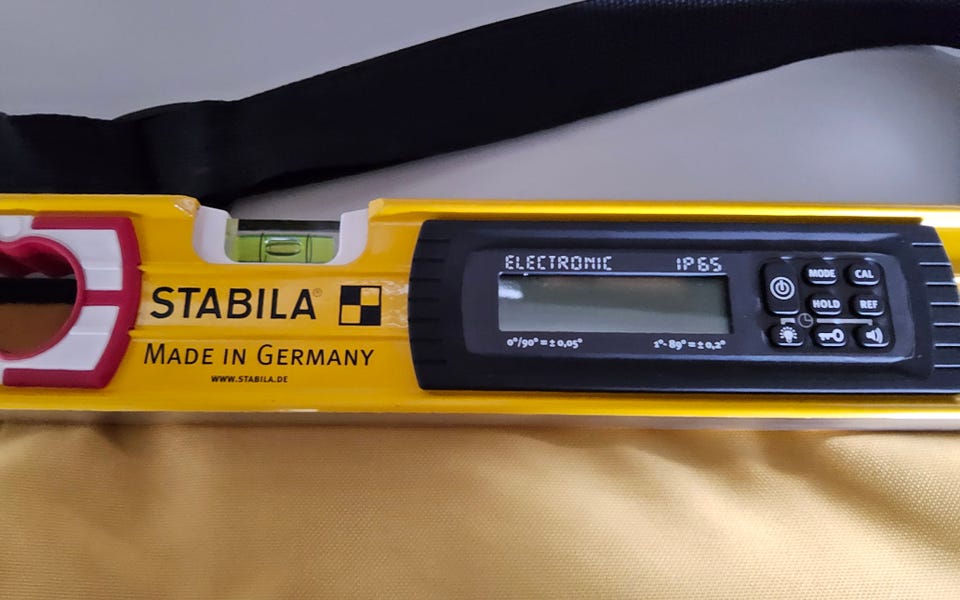 STABILA®
MADE IN GERMANY
WWW.STABILA.DE
ELECTRONIC IP65
0°/90° = ± 0,05° 1°- 89° = ± 0,2°
MODE CAL
HOLD REF